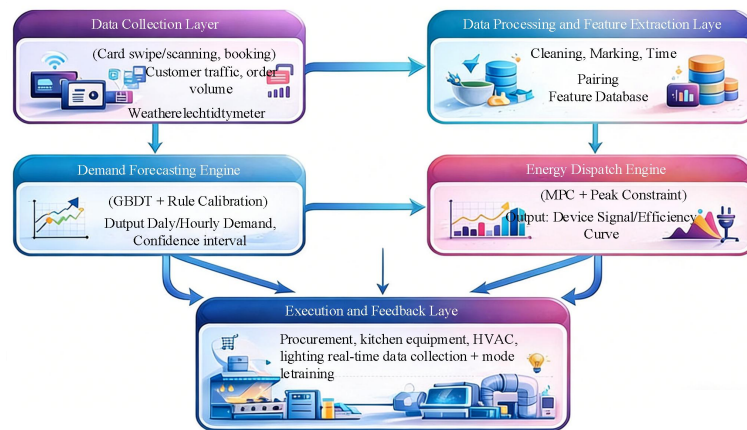 Data Collection Layer
(Card swipe/scanning, booking)
Customer traffic, order
volume
Weatherelechtidtymeter
Data Processing and Feature Extraction Laye
Cleaning, Marking, Time
Pairing
Feature Database
Demand Forecasting Engine
(GBDT + Rule Calibration)
Dutput Daly/Hourly Demand,
Confidence interval
Energy Dispatch Engine
(MPC + Peak Constraint)
Output: Device Signal/Efficiency
Curve
Execution and Feedback Laye
Procurement, kitchen equipment, HVAC,
lighting real-time data collection + mode
letraining